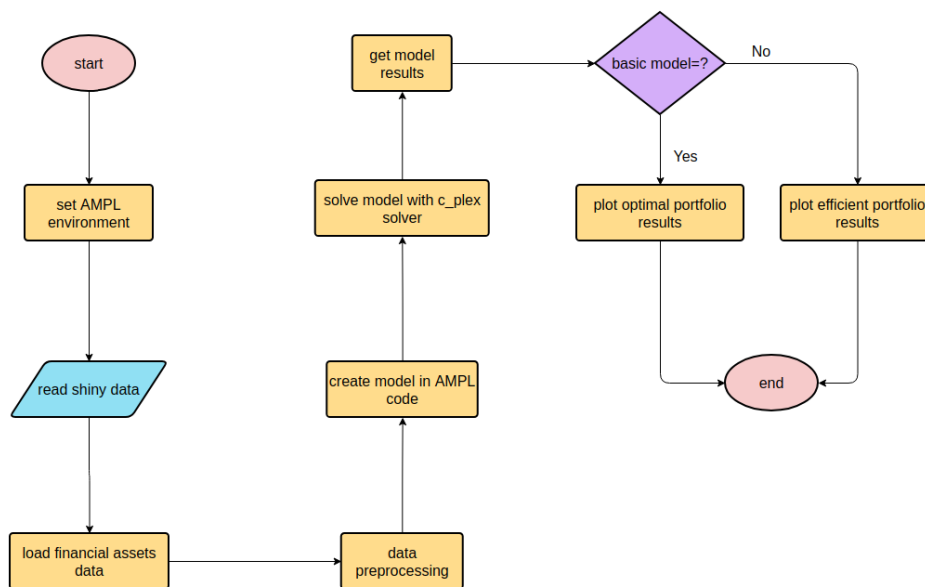 start
set AMPL
environment
read shiny data
load financial assets
data
data
preprocessing
create model in AMPL
code
solve model with c_plex
solver
get model
results
basic model=?
No
Yes
plot optimal portfolio
results
plot efficient portfolio
results
end